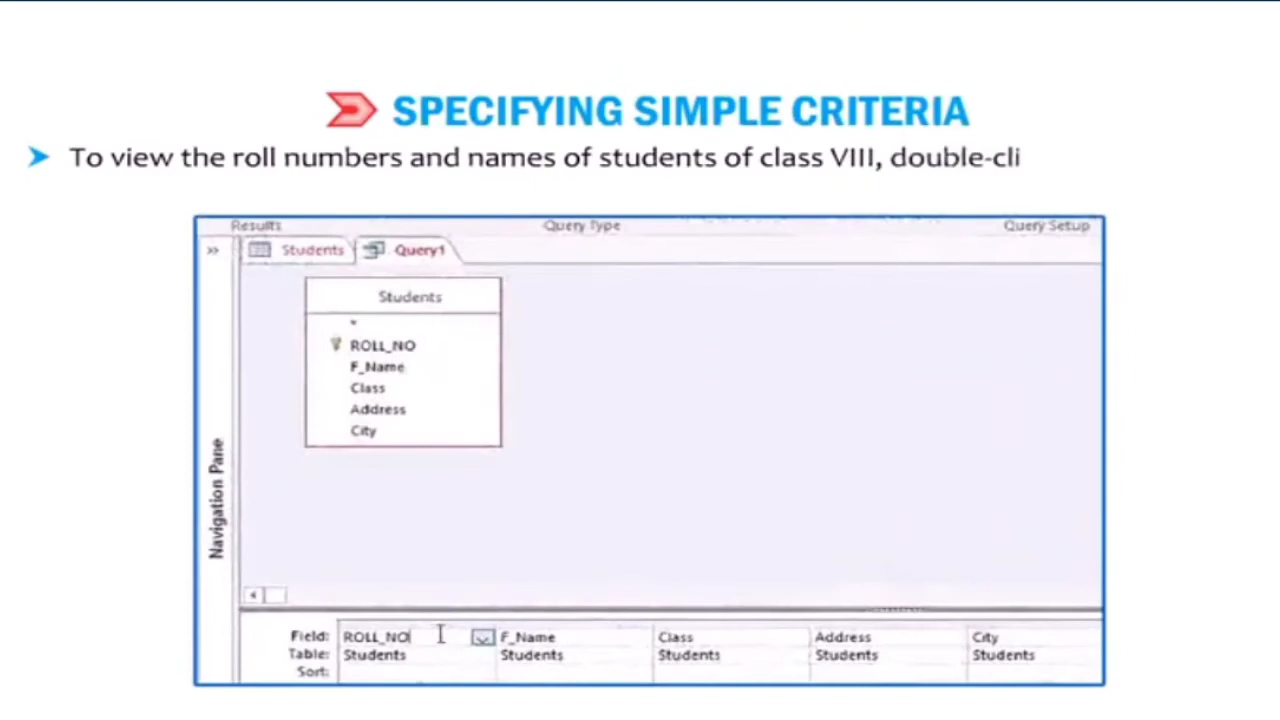 SPECIFYING SIMPLE CRITERIA
To view the roll numbers and names of students of class VIII, double-cli
Results Query Type Query Setup
» Students Query1
Students
*
ROLL_NO
F_Name
Class
Address
City
Navigation Pane
Field: ROLL_NO F_Name Class Address City
Table: Students Students Students Students Students
Sort: